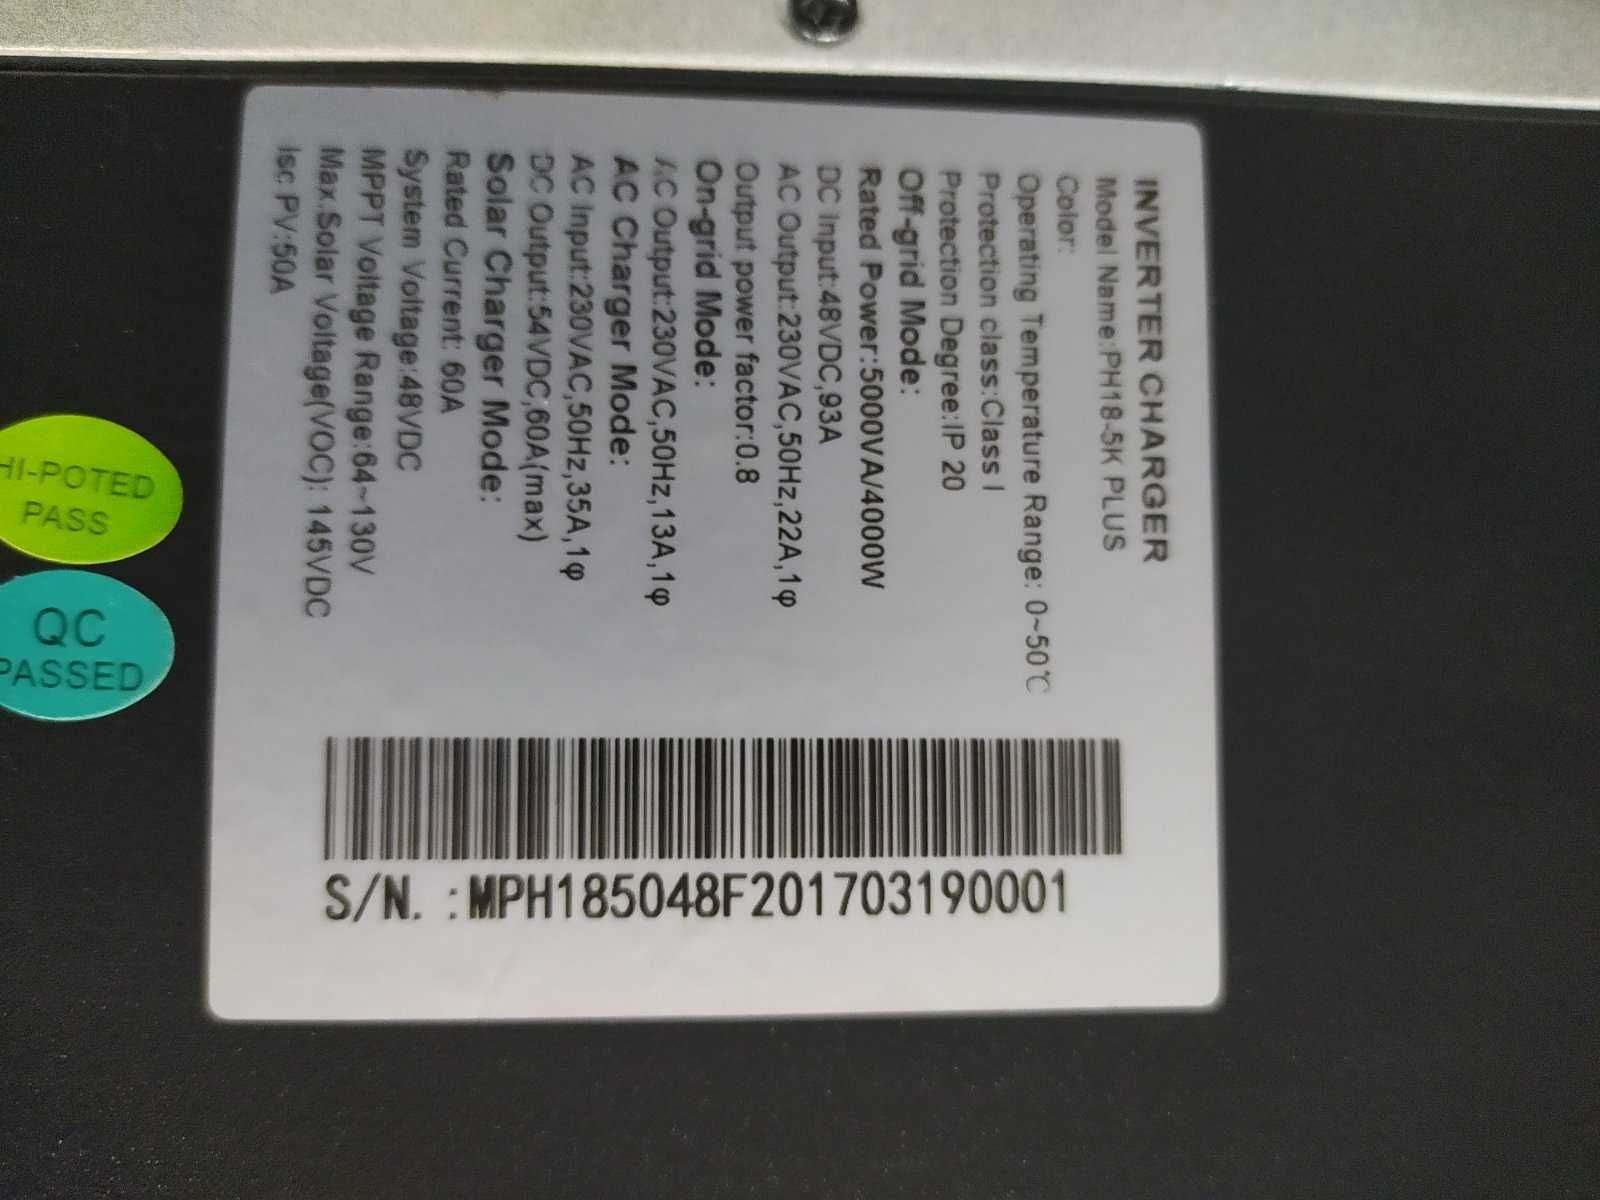 INVERTER CHARGER
Model Name:PH18-5K PLUS
Color:
Operating Temperature Range: 0~50℃
Protection class:Class I
Protection Degree:IP 20
Off-grid Mode:
Rated Power:5000VA/4000W
DC Input:48VDC,93A
AC Output:230VAC,50Hz,22A,1φ
Output power factor:0.8
On-grid Mode:
AC Output:230VAC,50Hz,13A,1φ
AC Charger Mode:
AC Input:230VAC,50Hz,35A,1φ
DC Output:54VDC,60A(max)
Solar Charger Mode:
Rated Current: 60A
System Voltage:48VDC
MPPT Voltage Range:64~130V
Max.Solar Voltage(VOC): 145VDC
Isc PV:50A
S/N. :MPH185048F201703190001
HI-POTED
PASS
QC
PASSED